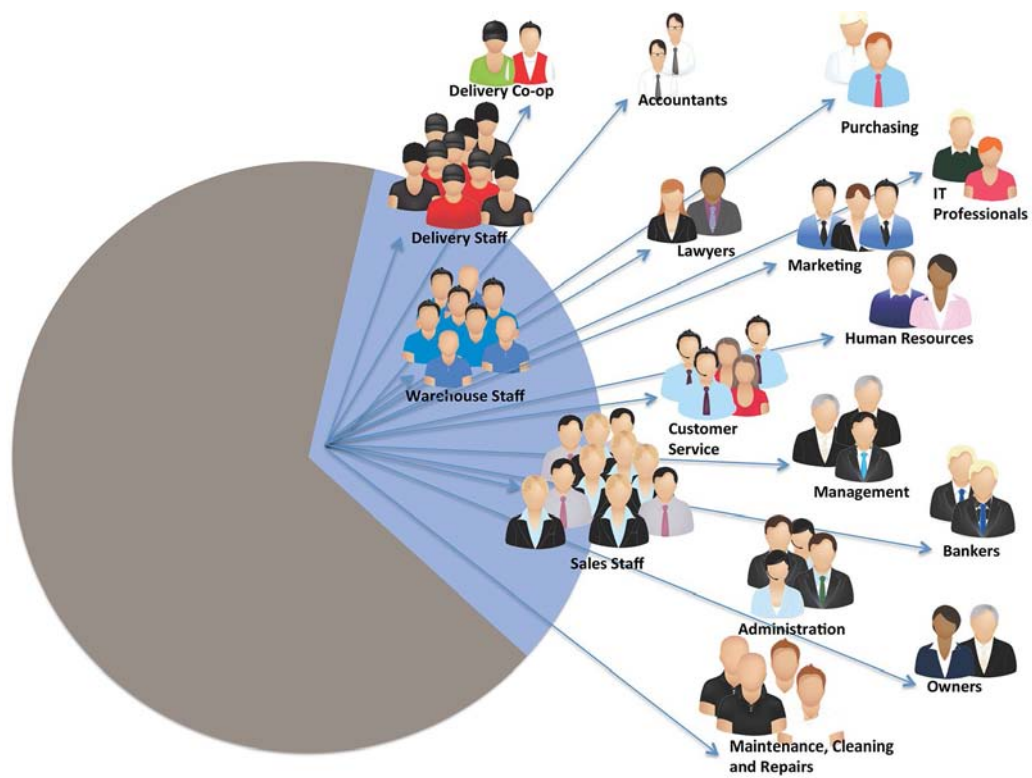 Delivery Co-op
Accountants
Purchasing
IT
Professionals
Delivery Staff
Lawyers
Marketing
Human Resources
Warehouse Staff
Customer
Service
Management
Sales Staff
Bankers
Administration
Owners
Maintenance, Cleaning
and Repairs